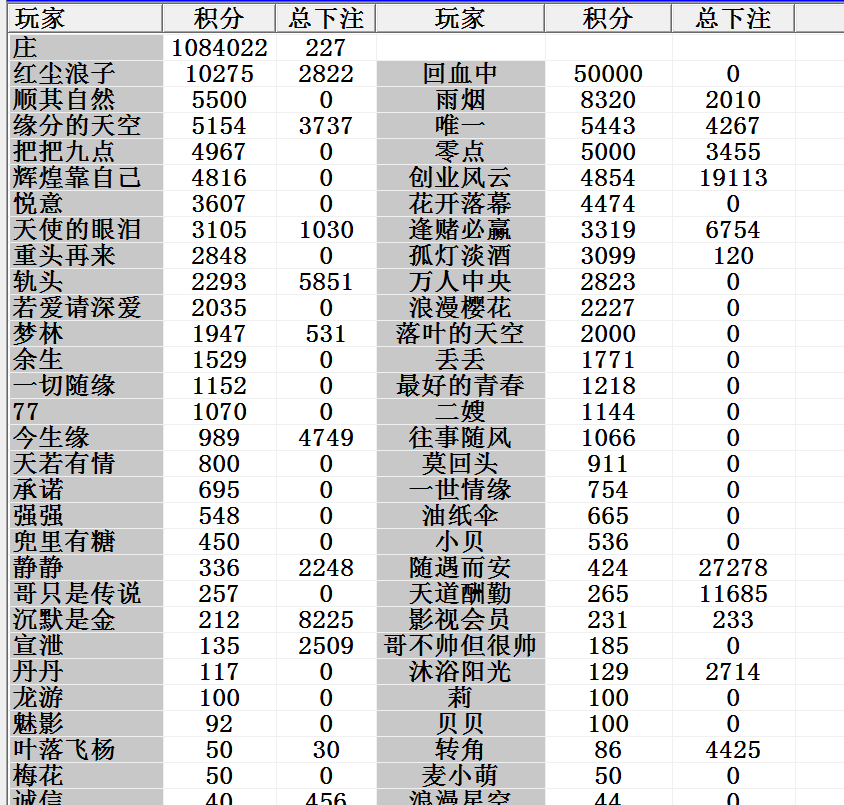 玩家 积分 总下注 玩家 积分 总下注
庄 1084022 227
红尘浪子 10275 2822 回血中 50000 0
顺其自然 5500 0 雨烟 8320 2010
缘分的天空 5154 3737 唯一 5443 4267
把把九点 4967 0 零点 5000 3455
辉煌靠自己 4816 0 创业风云 4854 19113
悦意 3607 0 花开落幕 4474 0
天使的眼泪 3105 1030 逢赌必赢 3319 6754
重头再来 2848 0 孤灯淡酒 3099 120
轨头 2293 5851 万人中央 2823 0
若爱请深爱 2035 0 浪漫樱花 2227 0
梦林 1947 531 落叶的天空 2000 0
余生 1529 0 丢丢 1771 0
一切随缘 1152 0 最好的青春 1218 0
77 1070 0 二嫂 1144 0
今生缘 989 4749 往事随风 1066 0
天若有情 800 0 莫回头 911 0
承诺 695 0 一世情缘 754 0
强强 548 0 油纸伞 665 0
兜里有糖 450 0 小贝 536 0
静静 336 2248 随遇而安 424 27278
哥只是传说 257 0 天道酬勤 265 11685
沉默是金 212 8225 影视会员 231 233
宣泄 135 2509 哥不帅但很帅 185 0
丹丹 117 0 沐浴阳光 129 2714
龙游 100 0 莉 100 0
魅影 92 0 贝贝 100 0
叶落飞杨 50 30 转角 86 4425
梅花 50 0 麦小萌 50 0
诚信 40 456 浪漫星空 44 0